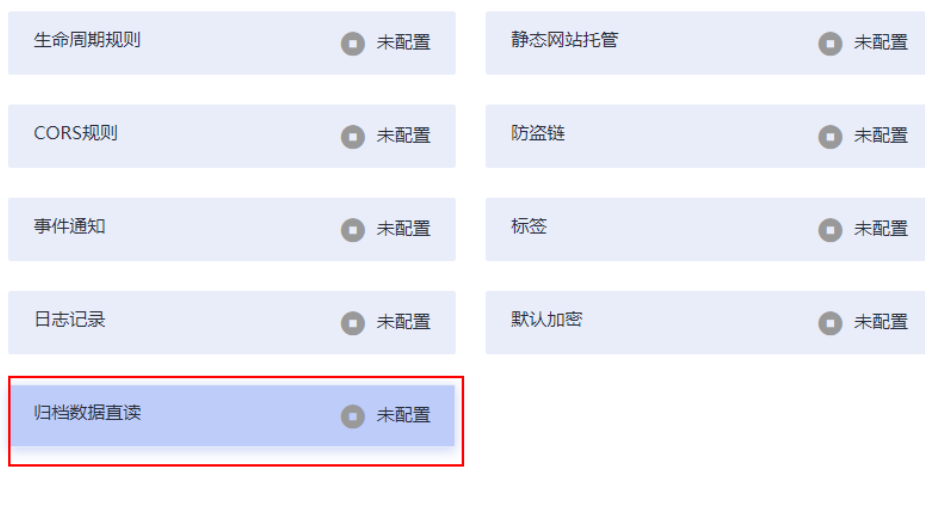 生命周期规则 未配置 静态网站托管 未配置
CORS规则 未配置 防盗链 未配置
事件通知 未配置 标签 未配置
日志记录 未配置 默认加密 未配置
归档数据直读 未配置